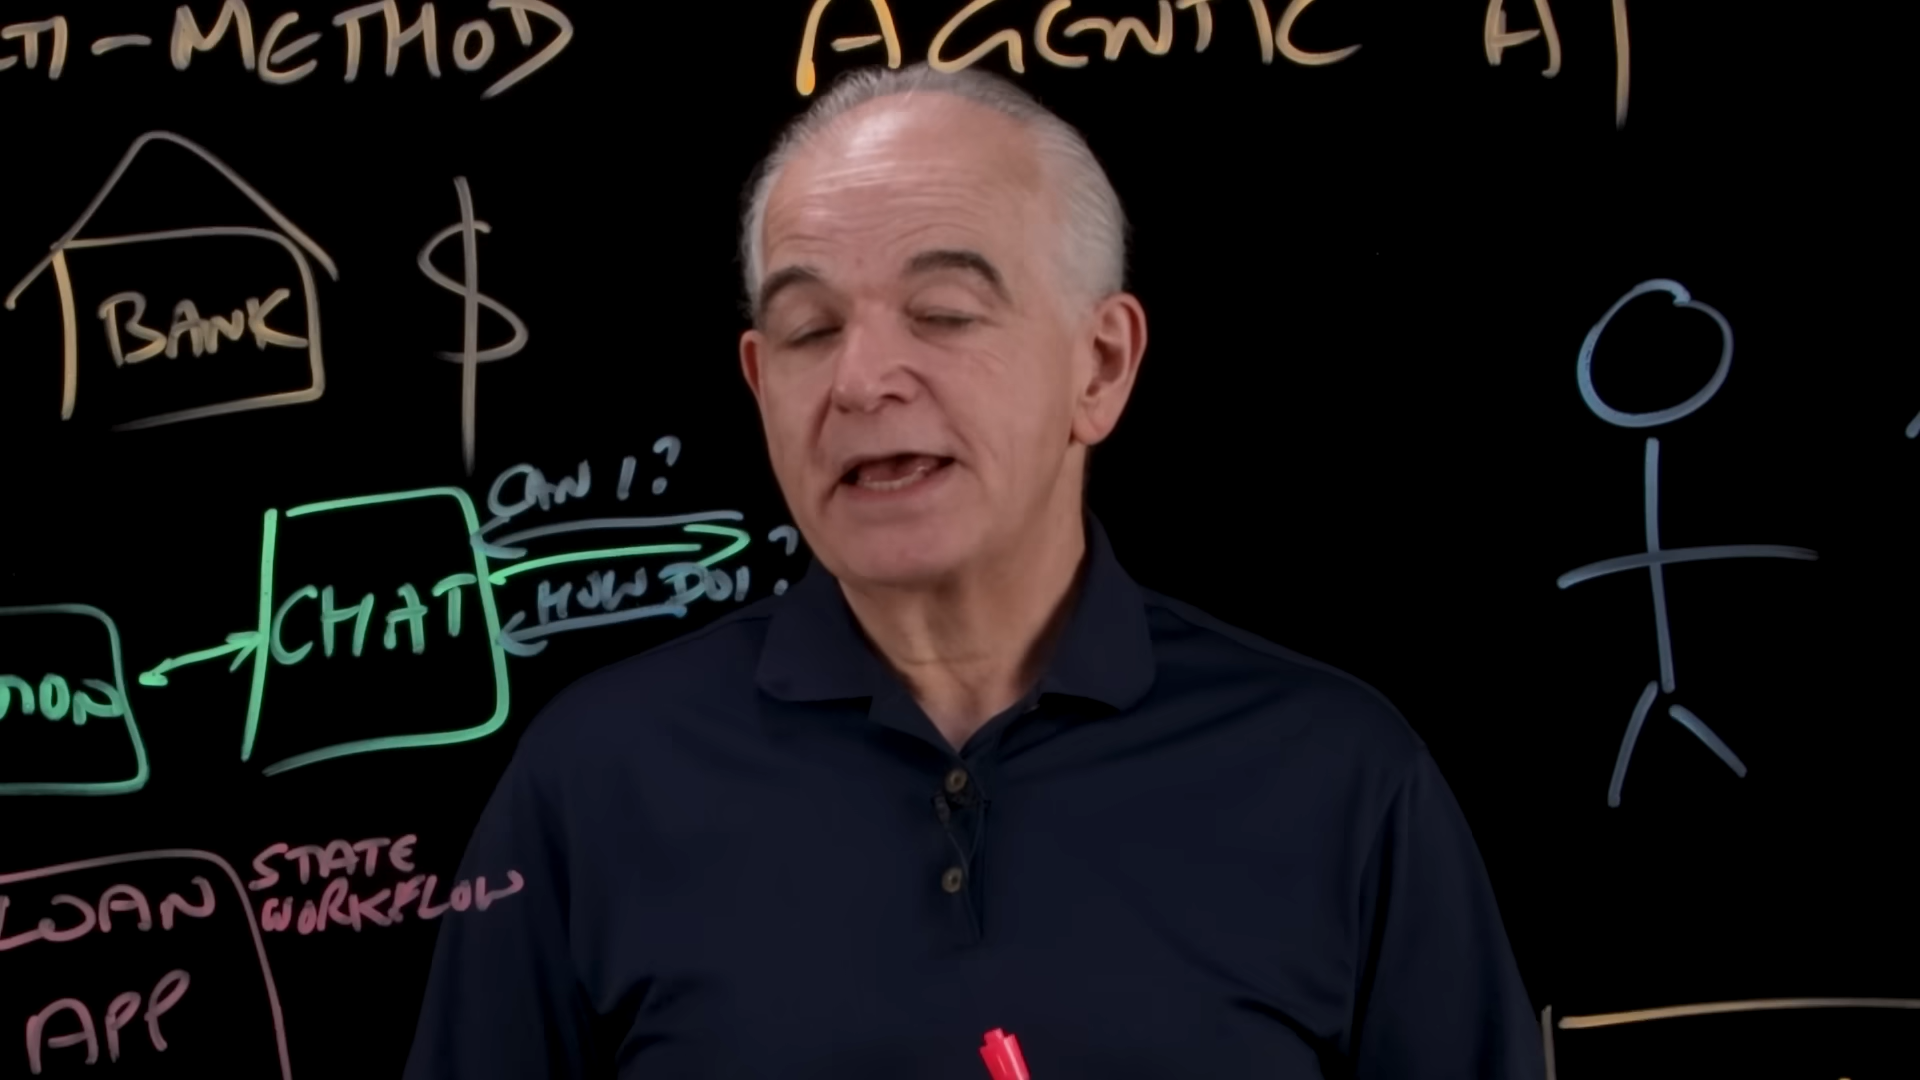 -METHOD AGENTIC AI
BANK
$
CAN I?
HOW DO I?
CHAT
LOAN
APP
STATE
WORKFLOW